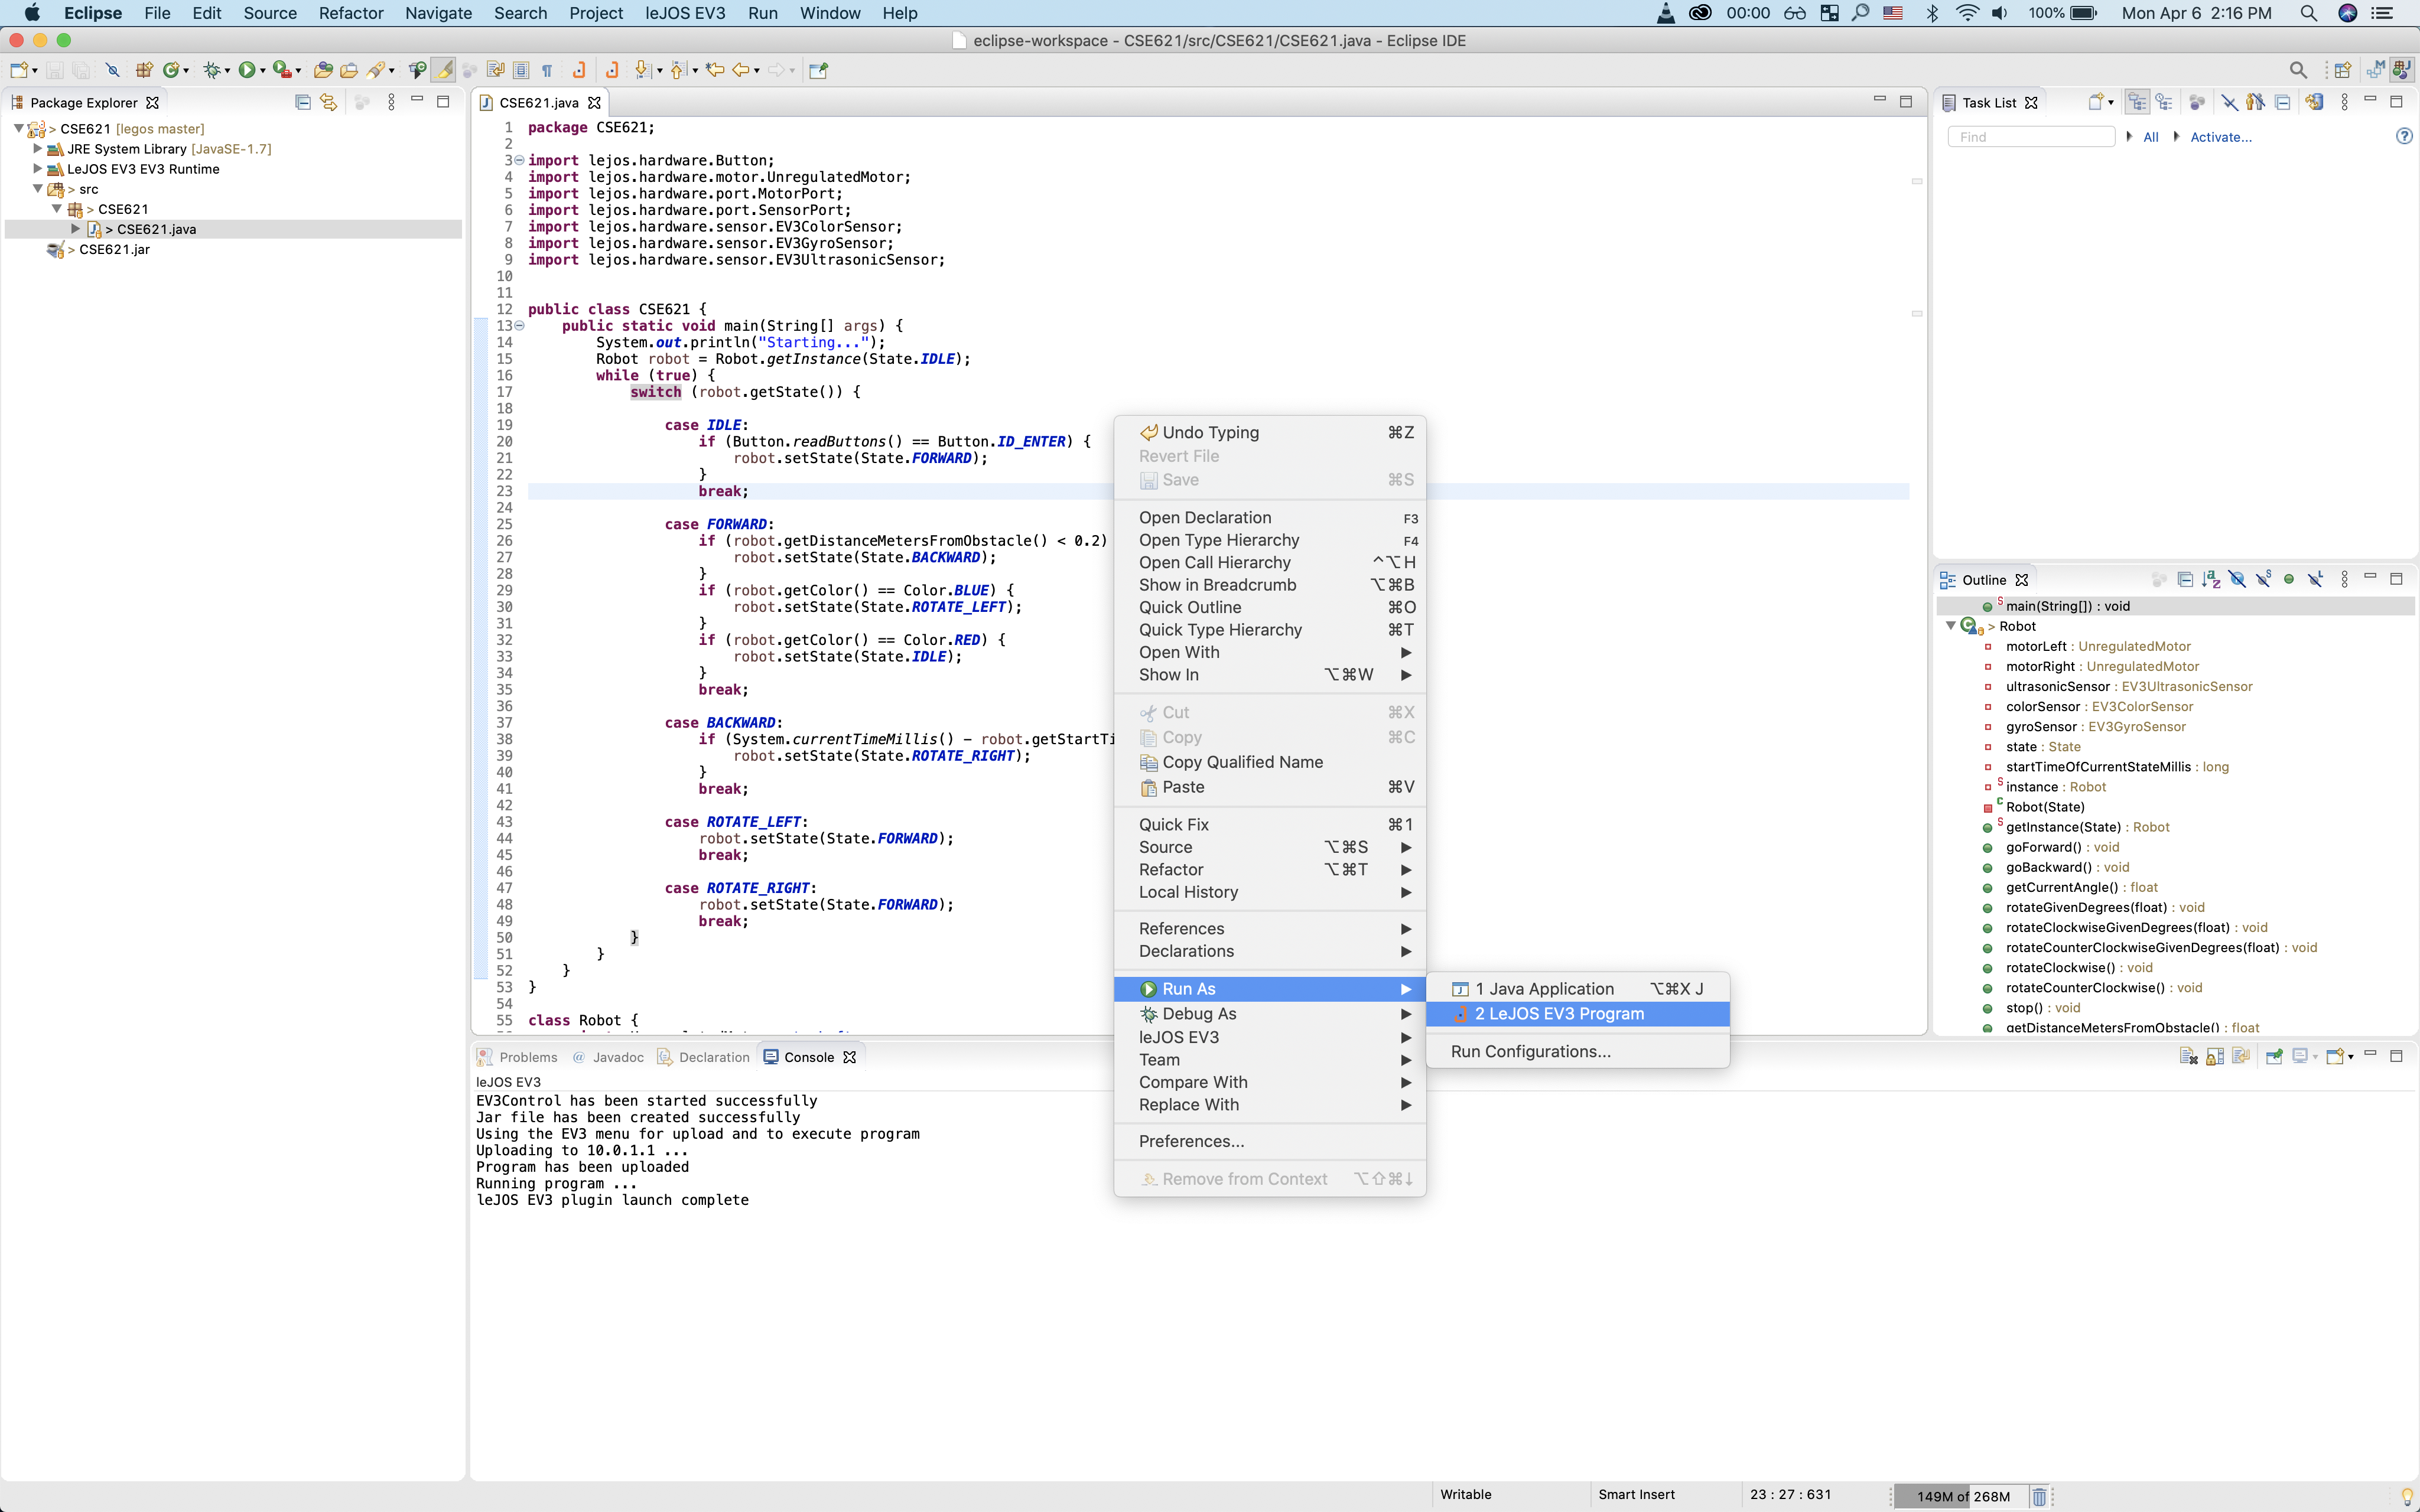 Eclipse File Edit Source Refactor Navigate Search Project leJOS EV3 Run Window Help 00:00 100% Mon Apr 6 2:16 PM
eclipse-workspace - CSE621/src/CSE621/CSE621.java - Eclipse IDE
Package Explorer
> CSE621 [legos master]
JRE System Library [JavaSE-1.7]
LeJOS EV3 EV3 Runtime
> src
> CSE621
> CSE621.java
> CSE621.jar
CSE621.java
1 package CSE621;
2
3 import lejos.hardware.Button;
4 import lejos.hardware.motor.UnregulatedMotor;
5 import lejos.hardware.port.MotorPort;
6 import lejos.hardware.port.SensorPort;
7 import lejos.hardware.sensor.EV3ColorSensor;
8 import lejos.hardware.sensor.EV3GyroSensor;
9 import lejos.hardware.sensor.EV3UltrasonicSensor;
10
11
12 public class CSE621 {
13 public static void main(String[] args) {
14 System.out.println("Starting...");
15 Robot robot = Robot.getInstance(State.IDLE);
16 while (true) {
17 switch (robot.getState()) {
18
19 case IDLE:
20 if (Button.readButtons() == Button.ID_ENTER) {
21 robot.setState(State.FORWARD);
22 }
23 break;
24
25 case FORWARD:
26 if (robot.getDistanceMetersFromObstacle() < 0.2)
27 robot.setState(State.BACKWARD);
28 }
29 if (robot.getColor() == Color.BLUE) {
30 robot.setState(State.ROTATE_LEFT);
31 }
32 if (robot.getColor() == Color.RED) {
33 robot.setState(State.IDLE);
34 }
35 break;
36
37 case BACKWARD:
38 if (System.currentTimeMillis() - robot.getStartTi
39 robot.setState(State.ROTATE_RIGHT);
40 }
41 break;
42
43 case ROTATE_LEFT:
44 robot.setState(State.FORWARD);
45 break;
46
47 case ROTATE_RIGHT:
48 robot.setState(State.FORWARD);
49 break;
50 }
51 }
52 }
53 }
54
55 class Robot {
Undo Typing ⌘Z
Revert File
Save ⌘S
Open Declaration F3
Open Type Hierarchy F4
Open Call Hierarchy ^⌥H
Show in Breadcrumb ⌥⌘B
Quick Outline ⌘O
Quick Type Hierarchy ⌘T
Open With
Show In ⌥⌘W
Cut ⌘X
Copy ⌘C
Copy Qualified Name
Paste ⌘V
Quick Fix ⌘1
Source ⌥⌘S
Refactor ⌥⌘T
Local History
References
Declarations
Run As
Debug As
leJOS EV3
Team
Compare With
Replace With
Preferences...
Remove from Context ⌥⇧⌘↓
1 Java Application ⌥⌘X J
2 LeJOS EV3 Program
Run Configurations...
Task List
Find All Activate...
Outline
main(String[]) : void
> Robot
motorLeft : UnregulatedMotor
motorRight : UnregulatedMotor
ultrasonicSensor : EV3UltrasonicSensor
colorSensor : EV3ColorSensor
gyroSensor : EV3GyroSensor
state : State
startTimeOfCurrentStateMillis : long
instance : Robot
Robot(State)
getInstance(State) : Robot
goForward() : void
goBackward() : void
getCurrentAngle() : float
rotateGivenDegrees(float) : void
rotateClockwiseGivenDegrees(float) : void
rotateCounterClockwiseGivenDegrees(float) : void
rotateClockwise() : void
rotateCounterClockwise() : void
stop() : void
getDistanceMetersFromObstacle() : float
Problems @ Javadoc Declaration Console
leJOS EV3
EV3Control has been started successfully
Jar file has been created successfully
Using the EV3 menu for upload and to execute program
Uploading to 10.0.1.1 ...
Program has been uploaded
Running program ...
leJOS EV3 plugin launch complete
Writable Smart Insert 23 : 27 : 631 149M of 268M